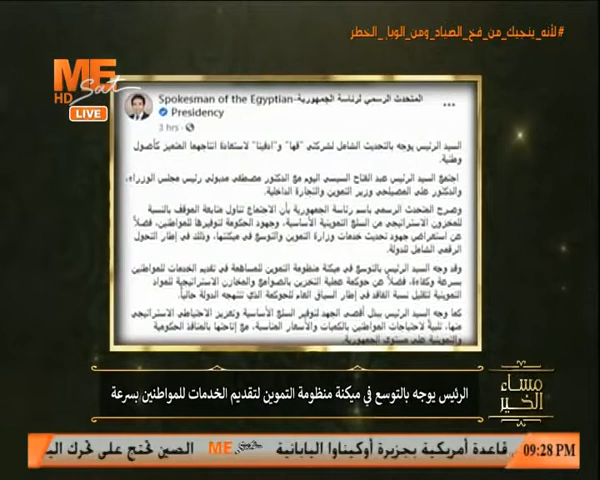 #لأنه_ينجيك_من_فخ_الصياد_ومن_الوبا_الخطر
ME Sat
HD
LIVE
Spokesman of the Egyptian-المتحدث الرسمي لرئاسة الجمهورية
Presidency
3 hrs
السيد الرئيس يوجه بالتحديث الشامل لشركتي "قها" و"ادفينا" لاستعادة انتاجهما المتميز كأصول
وطنية.
اجتمع السيد الرئيس عبد الفتاح السيسي اليوم مع الدكتور مصطفى مدبولي رئيس مجلس الوزراء،
والدكتور علي المصيلحي وزير التموين والتجارة الداخلية.
وصرح المتحدث الرسمي باسم رئاسة الجمهورية بأن الاجتماع تناول متابعة الموقف بالنسبة
للمخزون الاستراتيجي من السلع التموينية الأساسية، وجهود الحكومة لتوفيرها للمواطنين، فضلاً
عن استعراض جهود تحديث خدمات وزارة التموين والتوسع في ميكنتها، وذلك في إطار التحول
الرقمي الشامل للدولة.
وقد وجه السيد الرئيس بالتوسع في ميكنة منظومة التموين للمساهمة في تقديم الخدمات للمواطنين
بسرعة وكفاءة، فضلاً عن حوكمة عملية التخزين بالصوامع والمخازن الاستراتيجية للمواد
التموينية لتقليل نسبة الفاقد في إطار السياق العام للحوكمة الذي تنتهجه الدولة حالياً.
كما وجه السيد الرئيس ببذل أقصى الجهد لتوفير السلع الأساسية وتعزيز الاحتياطي الاستراتيجي
منها، تلبيةً لاحتياجات المواطنين بالكميات والأسعار المناسبة، مع إتاحتها بالمنافذ الحكومية
والتموينية على مستوى الجمهورية.
مساء
الخير
الرئيس يوجه بالتوسع في ميكنة منظومة التموين لتقديم الخدمات للمواطنين بسرعة
09:28 PM
قاعدة أمريكية بجزيرة أوكيناوا اليابانية ME Sat الصين تحتج على تحرك